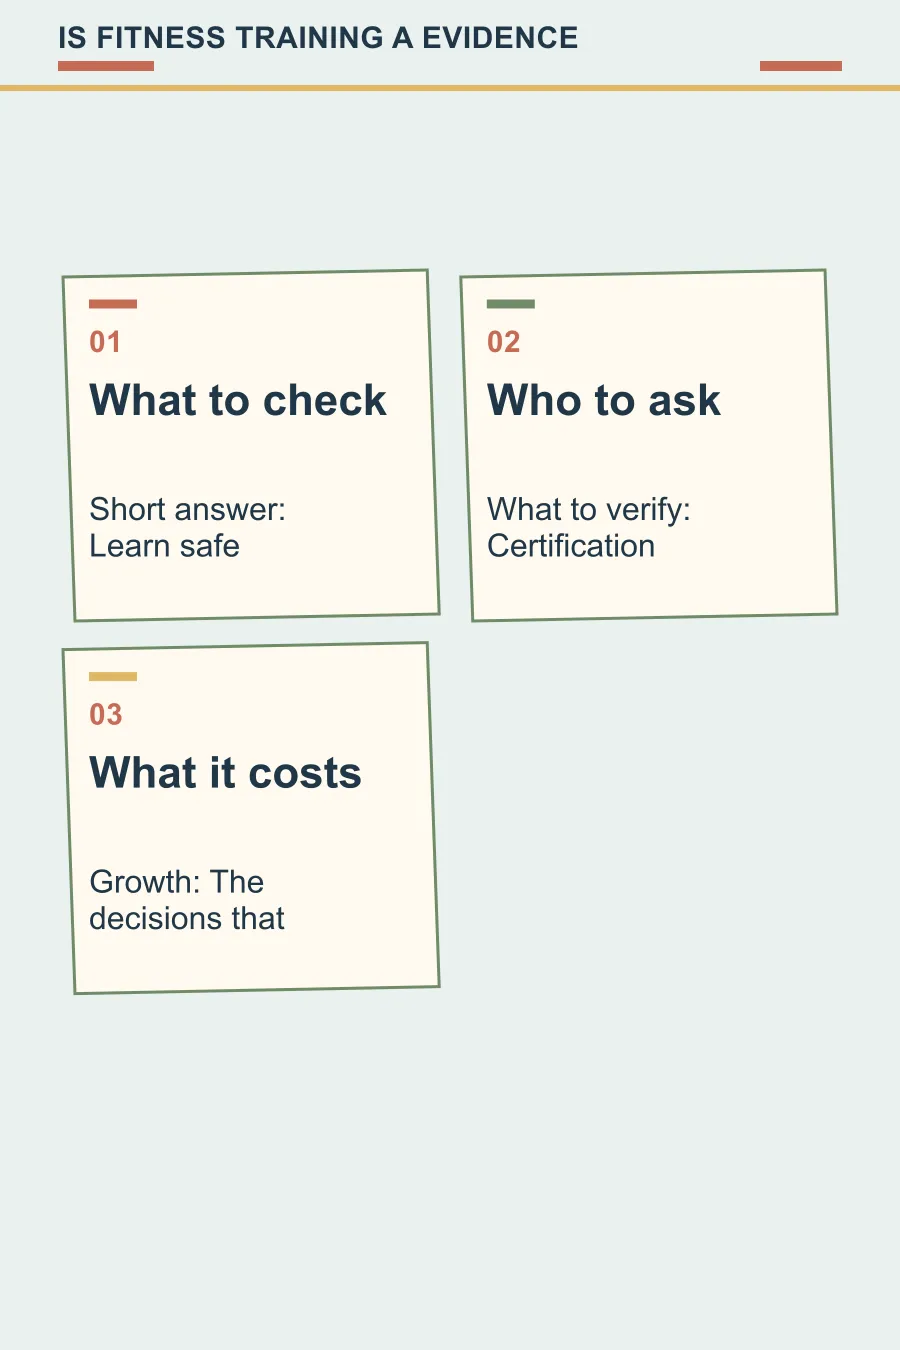 IS FITNESS TRAINING A EVIDENCE
01
What to check
Short answer:
Learn safe
02
Who to ask
What to verify:
Certification
03
What it costs
Growth: The
decisions that